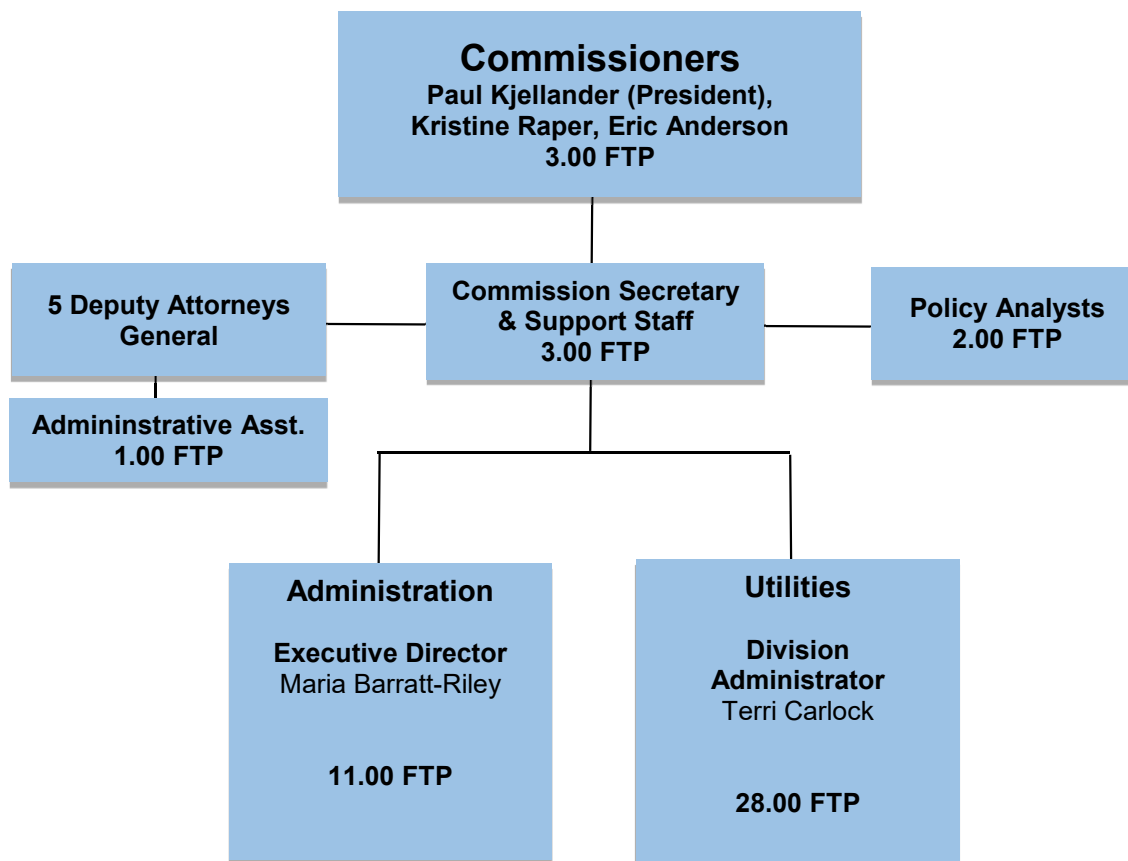 Commissioners
Paul Kjellander (President),
Kristine Raper, Eric Anderson
3.00 FTP
5 Deputy Attorneys
General
Commission Secretary
& Support Staff
3.00 FTP
Policy Analysts
2.00 FTP
Admininstrative Asst.
1.00 FTP
Administration
Executive Director
Maria Barratt-Riley
11.00 FTP
Utilities
Division
Administrator
Terri Carlock
28.00 FTP